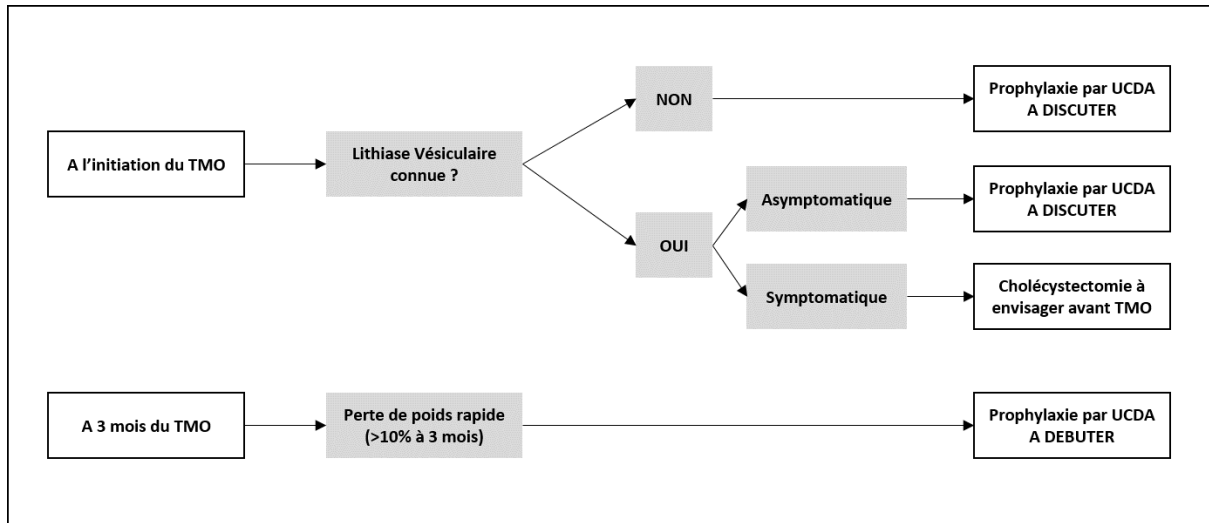 NON
Prophylaxie par UCDA
A DISCUTER
A l'initiation du TMO
Lithiase Vésiculaire
connue ?
OUI
Asymptomatique
Prophylaxie par UCDA
A DISCUTER
Symptomatique
Cholécystectomie à
envisager avant TMO
A 3 mois du TMO
Perte de poids rapide
(>10% à 3 mois)
Prophylaxie par UCDA
A DEBUTER